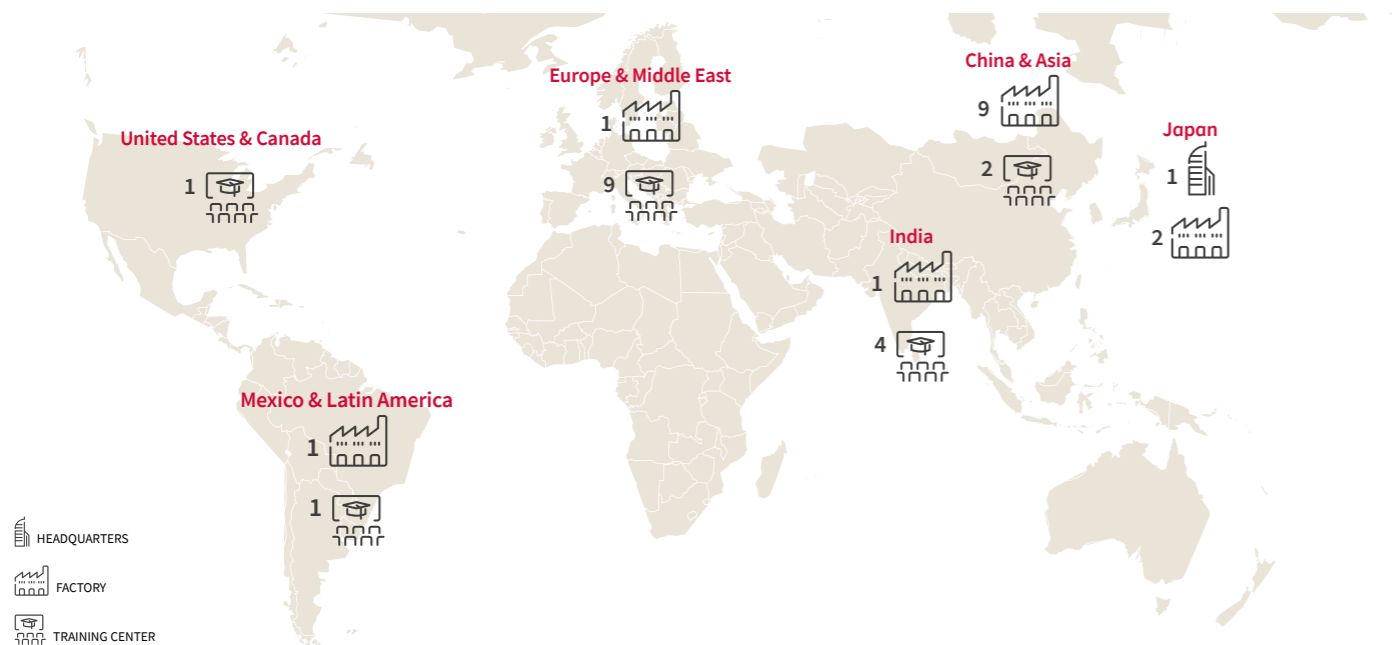 United States & Canada
1
Europe & Middle East
1
9
China & Asia
9
2
Japan
1
2
India
1
4
Mexico & Latin America
1
1
HEADQUARTERS
FACTORY
TRAINING CENTER